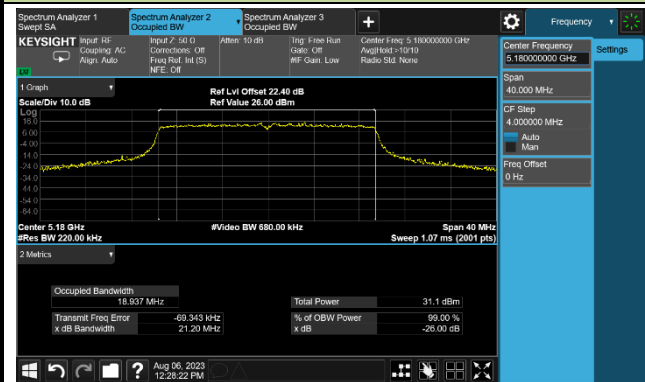 Spectrum Analyzer 1
Swept SA
Spectrum Analyzer 2
Occupied BW
Spectrum Analyzer 3
Occupied BW
Frequency
KEYSIGHT
Input: RF
Coupling: AC
Align: Auto
Input Z: 50 Ω
Corrections: Off
Freq Ref: Int (S)
NFE: Off
Atten: 10 dB
Trig: Free Run
Gate: Off
#IF Gain: Low
Center Freq: 5.180000000 GHz
Avg|Hold:>10/10
Radio Std: None
Center Frequency
5.180000000 GHz
Settings
Span
40.000 MHz
CF Step
4.000000 MHz
Auto
Man
Freq Offset
0 Hz
1 Graph
Scale/Div 10.0 dB
Ref Lvl Offset 22.40 dB
Ref Value 26.00 dBm
Log
16.0
6.00
-4.00
-14.0
-24.0
-34.0
-44.0
-54.0
-64.0
Center 5.18 GHz
#Video BW 680.00 kHz
Span 40 MHz
#Res BW 220.00 kHz
Sweep 1.07 ms (2001 pts)
2 Metrics
Occupied Bandwidth
18.937 MHz
Total Power
31.1 dBm
Transmit Freq Error
-69.343 kHz
% of OBW Power
99.00 %
x dB Bandwidth
21.20 MHz
x dB
-26.00 dB
?
Aug 06, 2023
12:28:22 PM